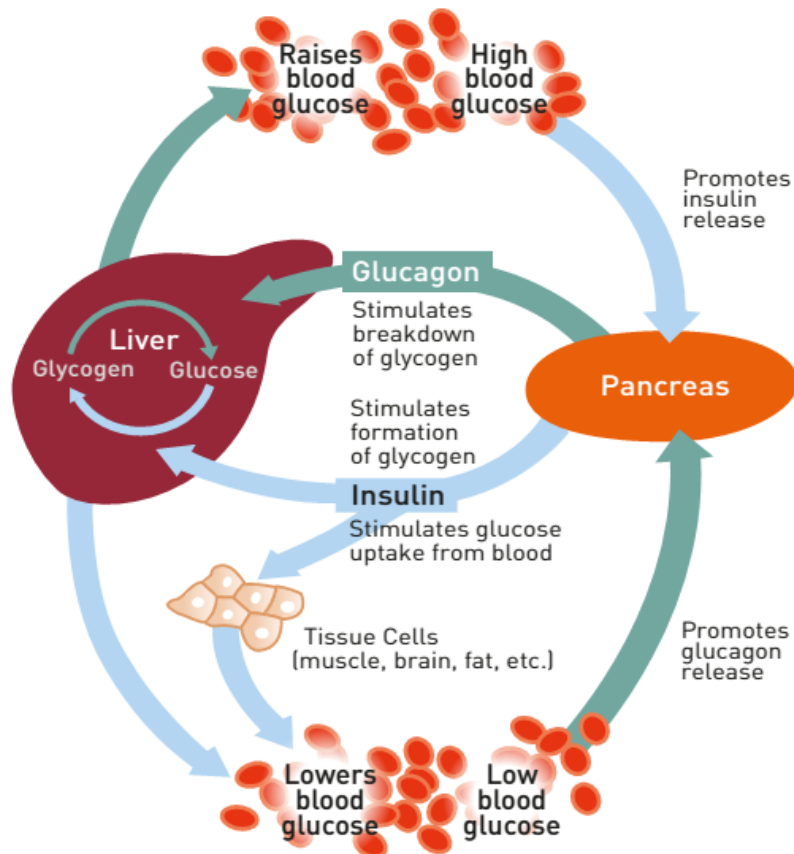 Raises
blood
glucose
High
blood
glucose
Promotes
insulin
release
Glucagon
Stimulates
breakdown
of glycogen
Liver
Glycogen
Glucose
Pancreas
Stimulates
formation
of glycogen
Insulin
Stimulates glucose
uptake from blood
Tissue Cells
(muscle, brain, fat, etc.)
Promotes
glucagon
release
Lowers
blood
glucose
Low
blood
glucose